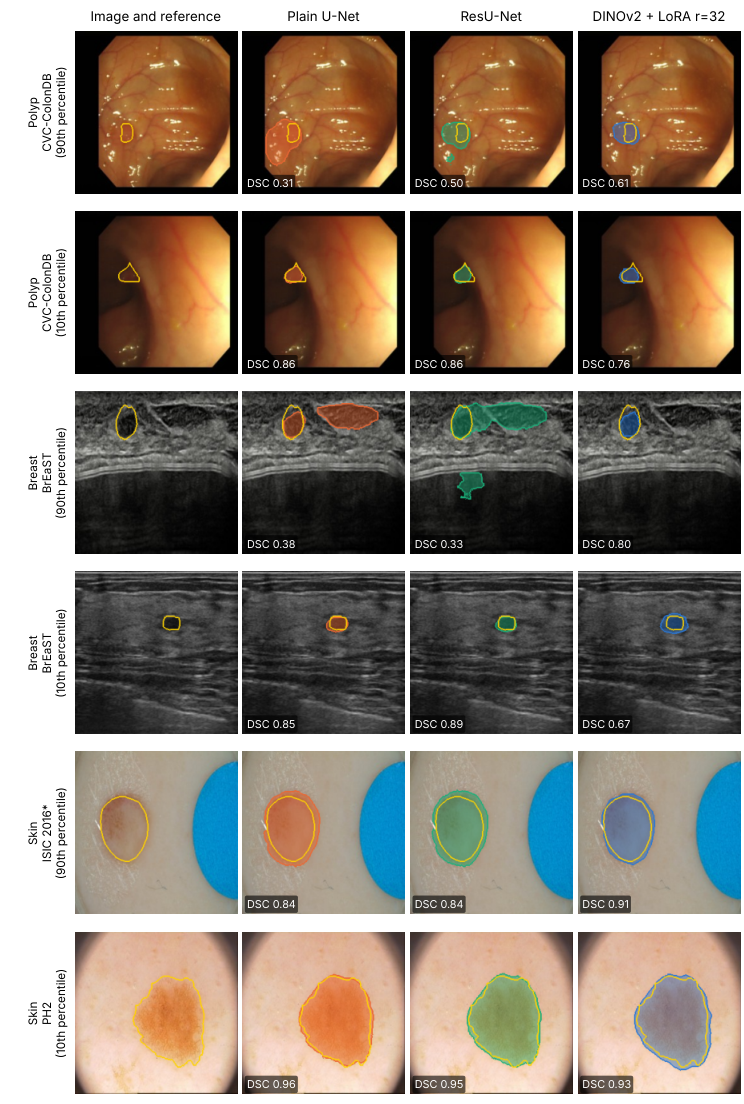 Image and reference
Plain U-Net
ResU-Net
DINOv2 + LoRA r=32
Polyp
CVC-ColonDB
(90th percentile)
DSC 0.31
DSC 0.50
DSC 0.61
Polyp
CVC-ColonDB
(10th percentile)
DSC 0.86
DSC 0.86
DSC 0.76
Breast
BrEaST
(90th percentile)
DSC 0.38
DSC 0.33
DSC 0.80
Breast
BrEaST
(10th percentile)
DSC 0.85
DSC 0.89
DSC 0.67
Skin
ISIC 2016*
(90th percentile)
DSC 0.84
DSC 0.84
DSC 0.91
Skin
PH2
(10th percentile)
DSC 0.96
DSC 0.95
DSC 0.93